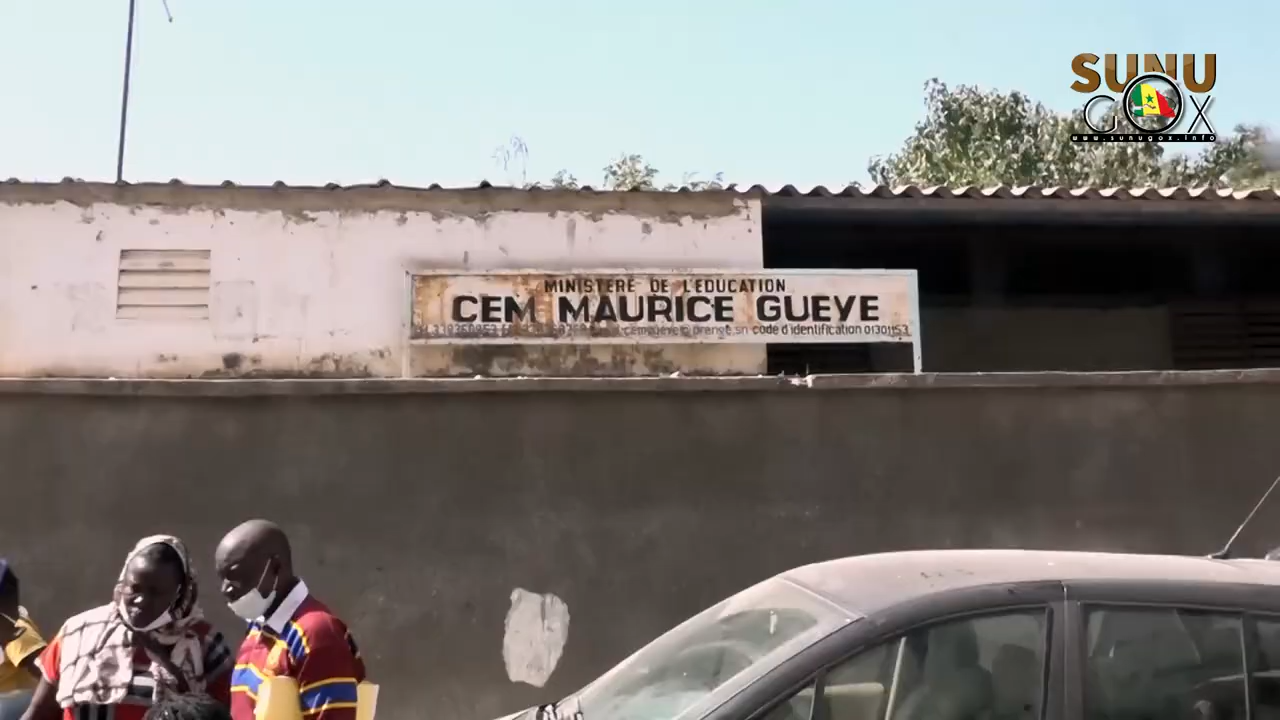 SUNU
GOX
www.sunugox.info
MINISTERE DE L'EDUCATION
CEM MAURICE GUEYE
code d'identification 01301153